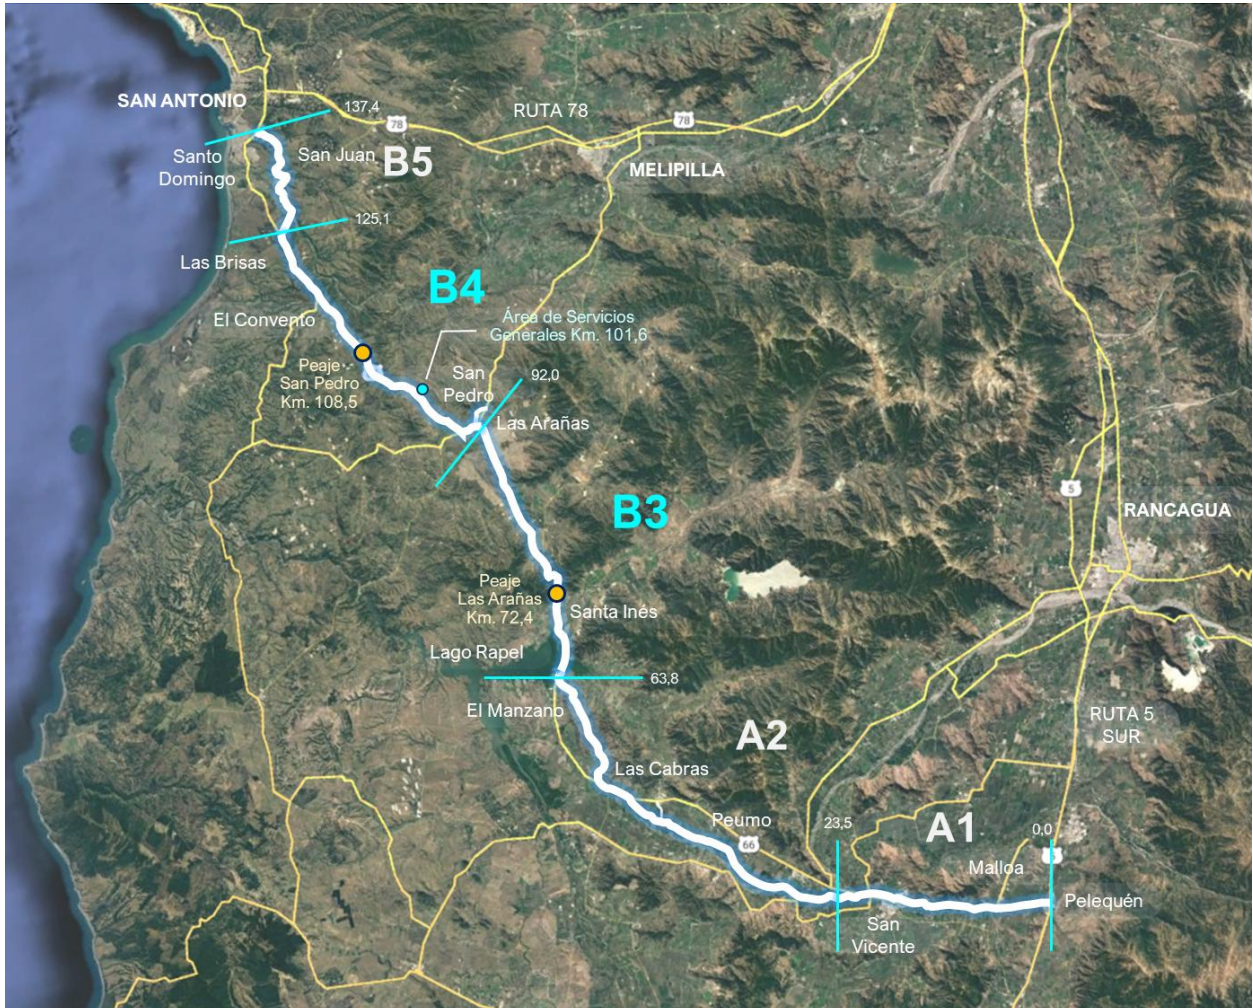 SAN ANTONIO
137,4
RUTA 78
78
78
Santo
Domingo
San Juan
B5
MELIPILLA
125,1
Las Brisas
B4
El Convento
Área de Servicios
Generales Km. 101,6
Peaje
San Pedro
Km. 108,5
San
Pedro
92,0
Las Arañas
5
B3
RANCAGUA
Peaje
Las Arañas
Km. 72,4
Santa Inés
Lago Rapel
63,8
El Manzano
A2
RUTA 5
SUR
Las Cabras
Peumo
66
23,5
A1
0,0
Malloa
San
Vicente
Pelequén